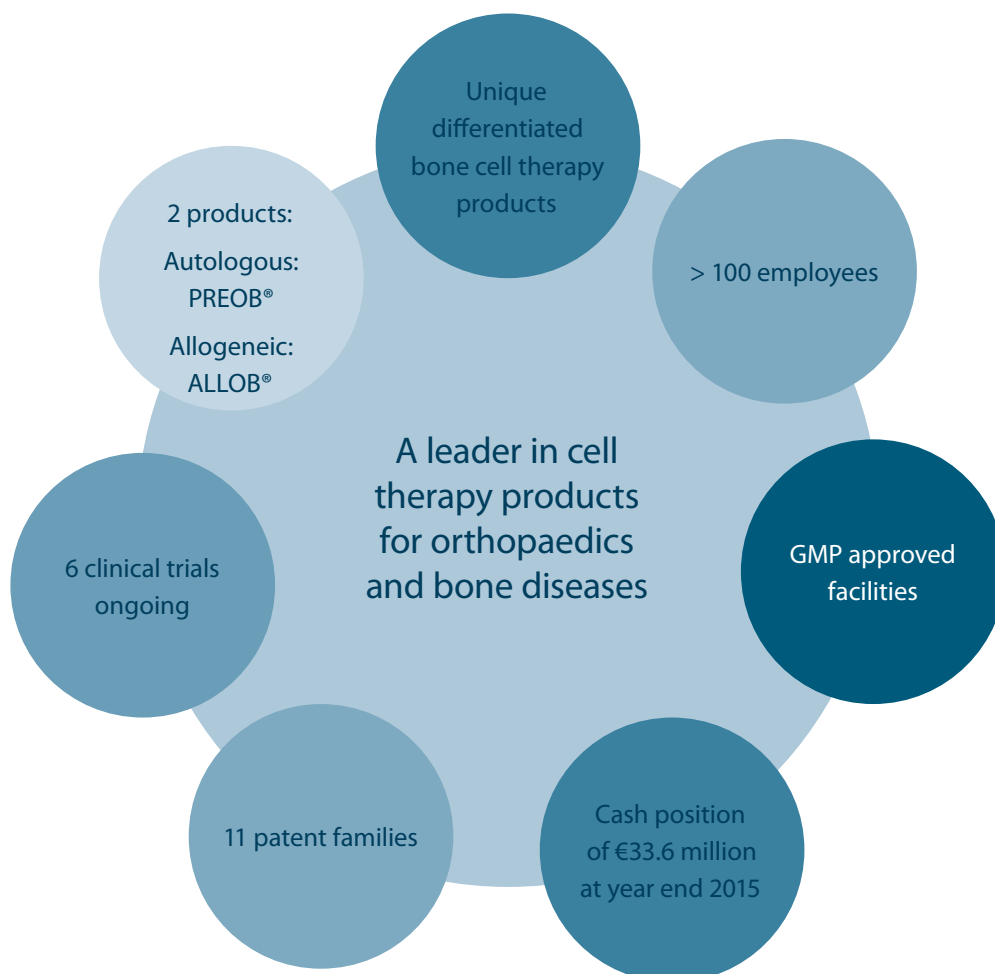 Unique
differentiated
bone cell therapy
products
> 100 employees
GMP approved
facilities
Cash position
of €33.6 million
at year end 2015
11 patent families
6 clinical trials
ongoing
2 products:
Autologous:
PREOB®
Allogeneic:
ALLOB®
A leader in cell
therapy products
for orthopaedics
and bone diseases